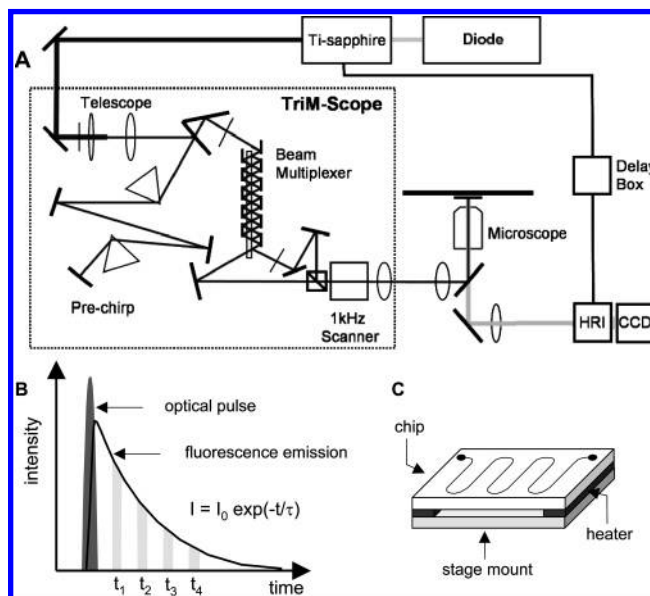 A
Ti-sapphire
Diode
TriM-Scope
Telescope
Beam
Multiplexer
Delay
Box
Microscope
Pre-chirp
1kHz
Scanner
HRI
CCD
B
optical pulse
fluorescence emission
I = I₀ exp(-t/τ)
intensity
t₁ t₂ t₃ t₄ time
C
chip
heater
stage mount